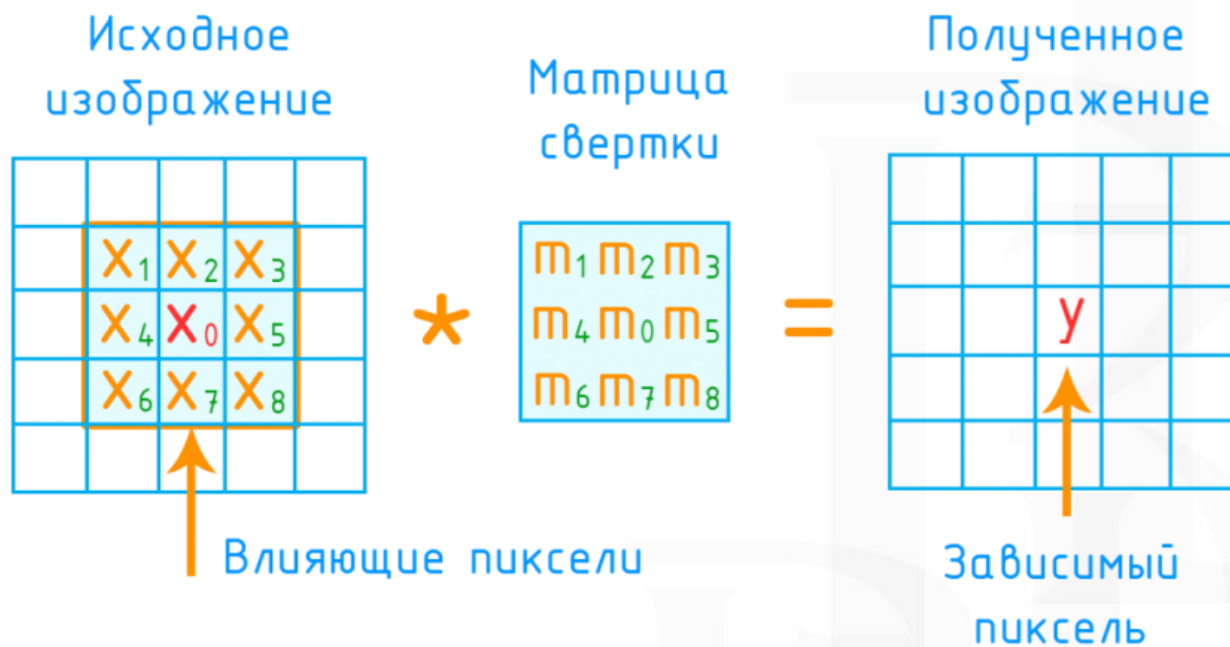 Исходное
изображение
Матрица
свертки
Полученное
изображение
x1 x2 x3
x4 x0 x5
x6 x7 x8
*
m1 m2 m3
m4 m0 m5
m6 m7 m8
=
y
Влияющие пиксели
Зависимый
пиксель